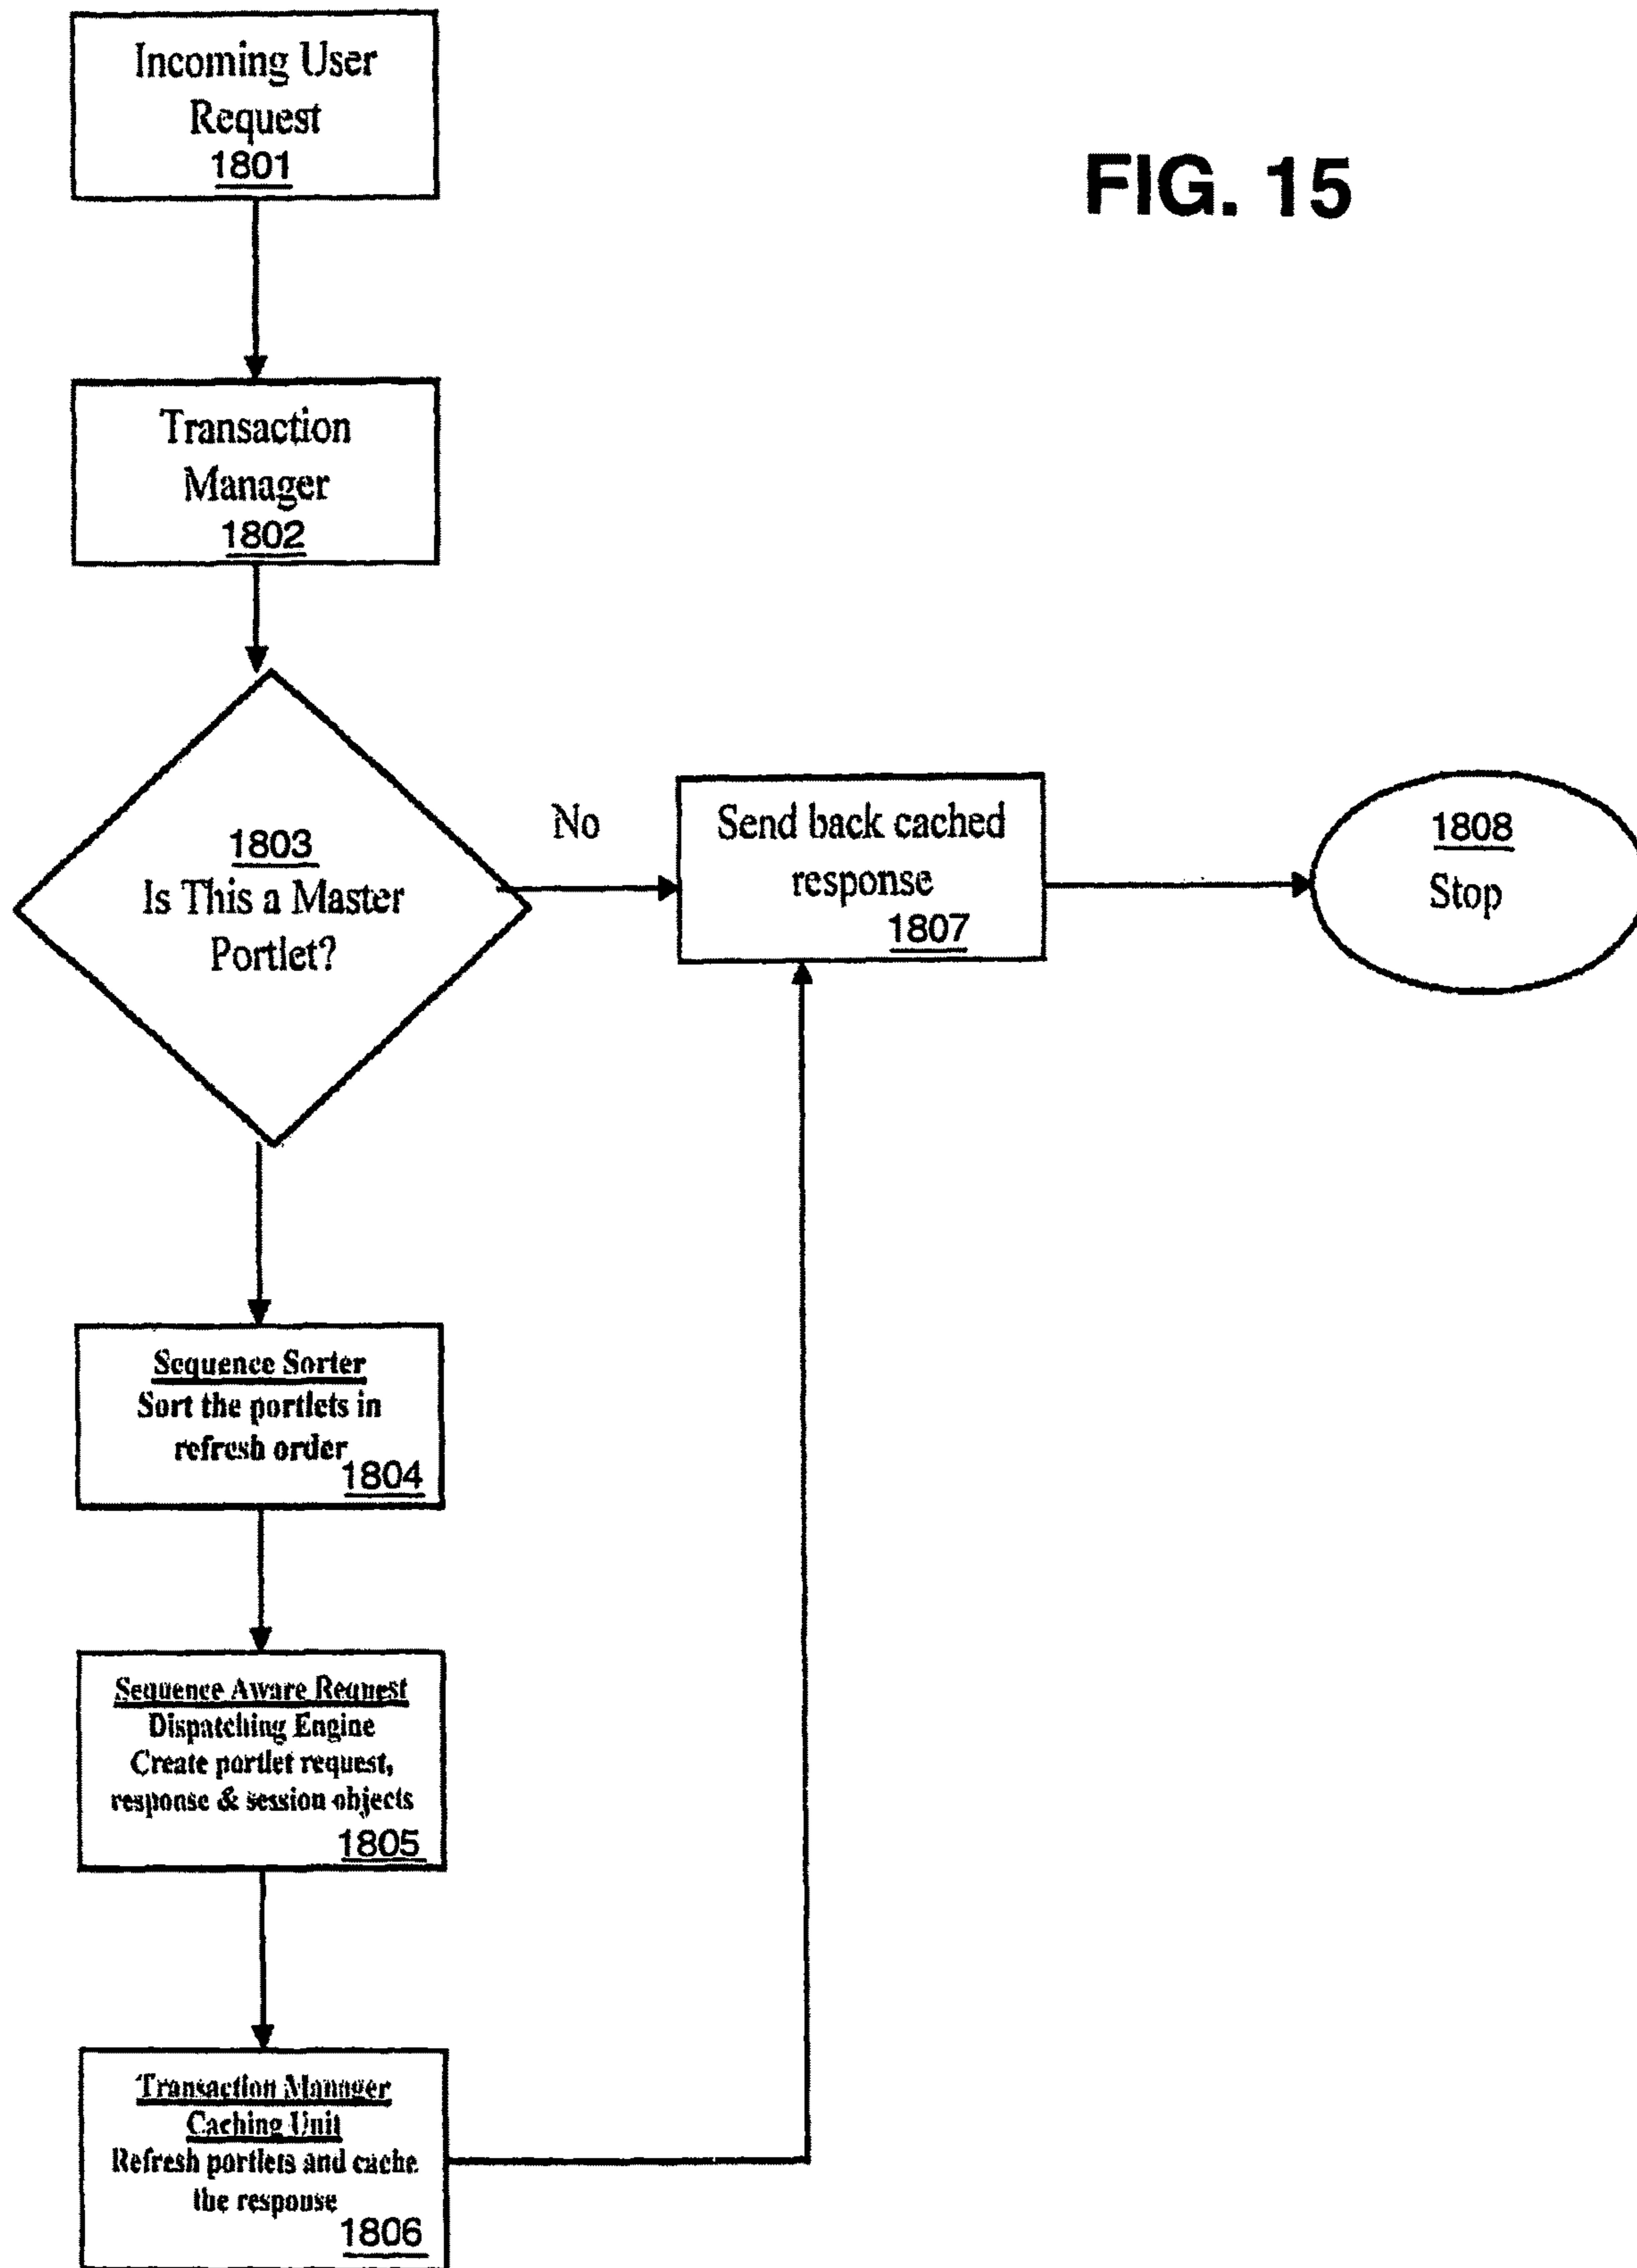 Incoming User
Request
1801
FIG. 15
Transaction
Manager
1802
1803
Is This a Master
Portlet?
No
Send back cached
response
1807
1808
Stop
Sequence Sorter
Sort the portlets in
refresh order
1804
Sequence Aware Request
Dispatching Engine
Create portlet request,
response & session objects
1805
Transaction Manager
Caching Unit
Refresh portlets and cache
the response
1806